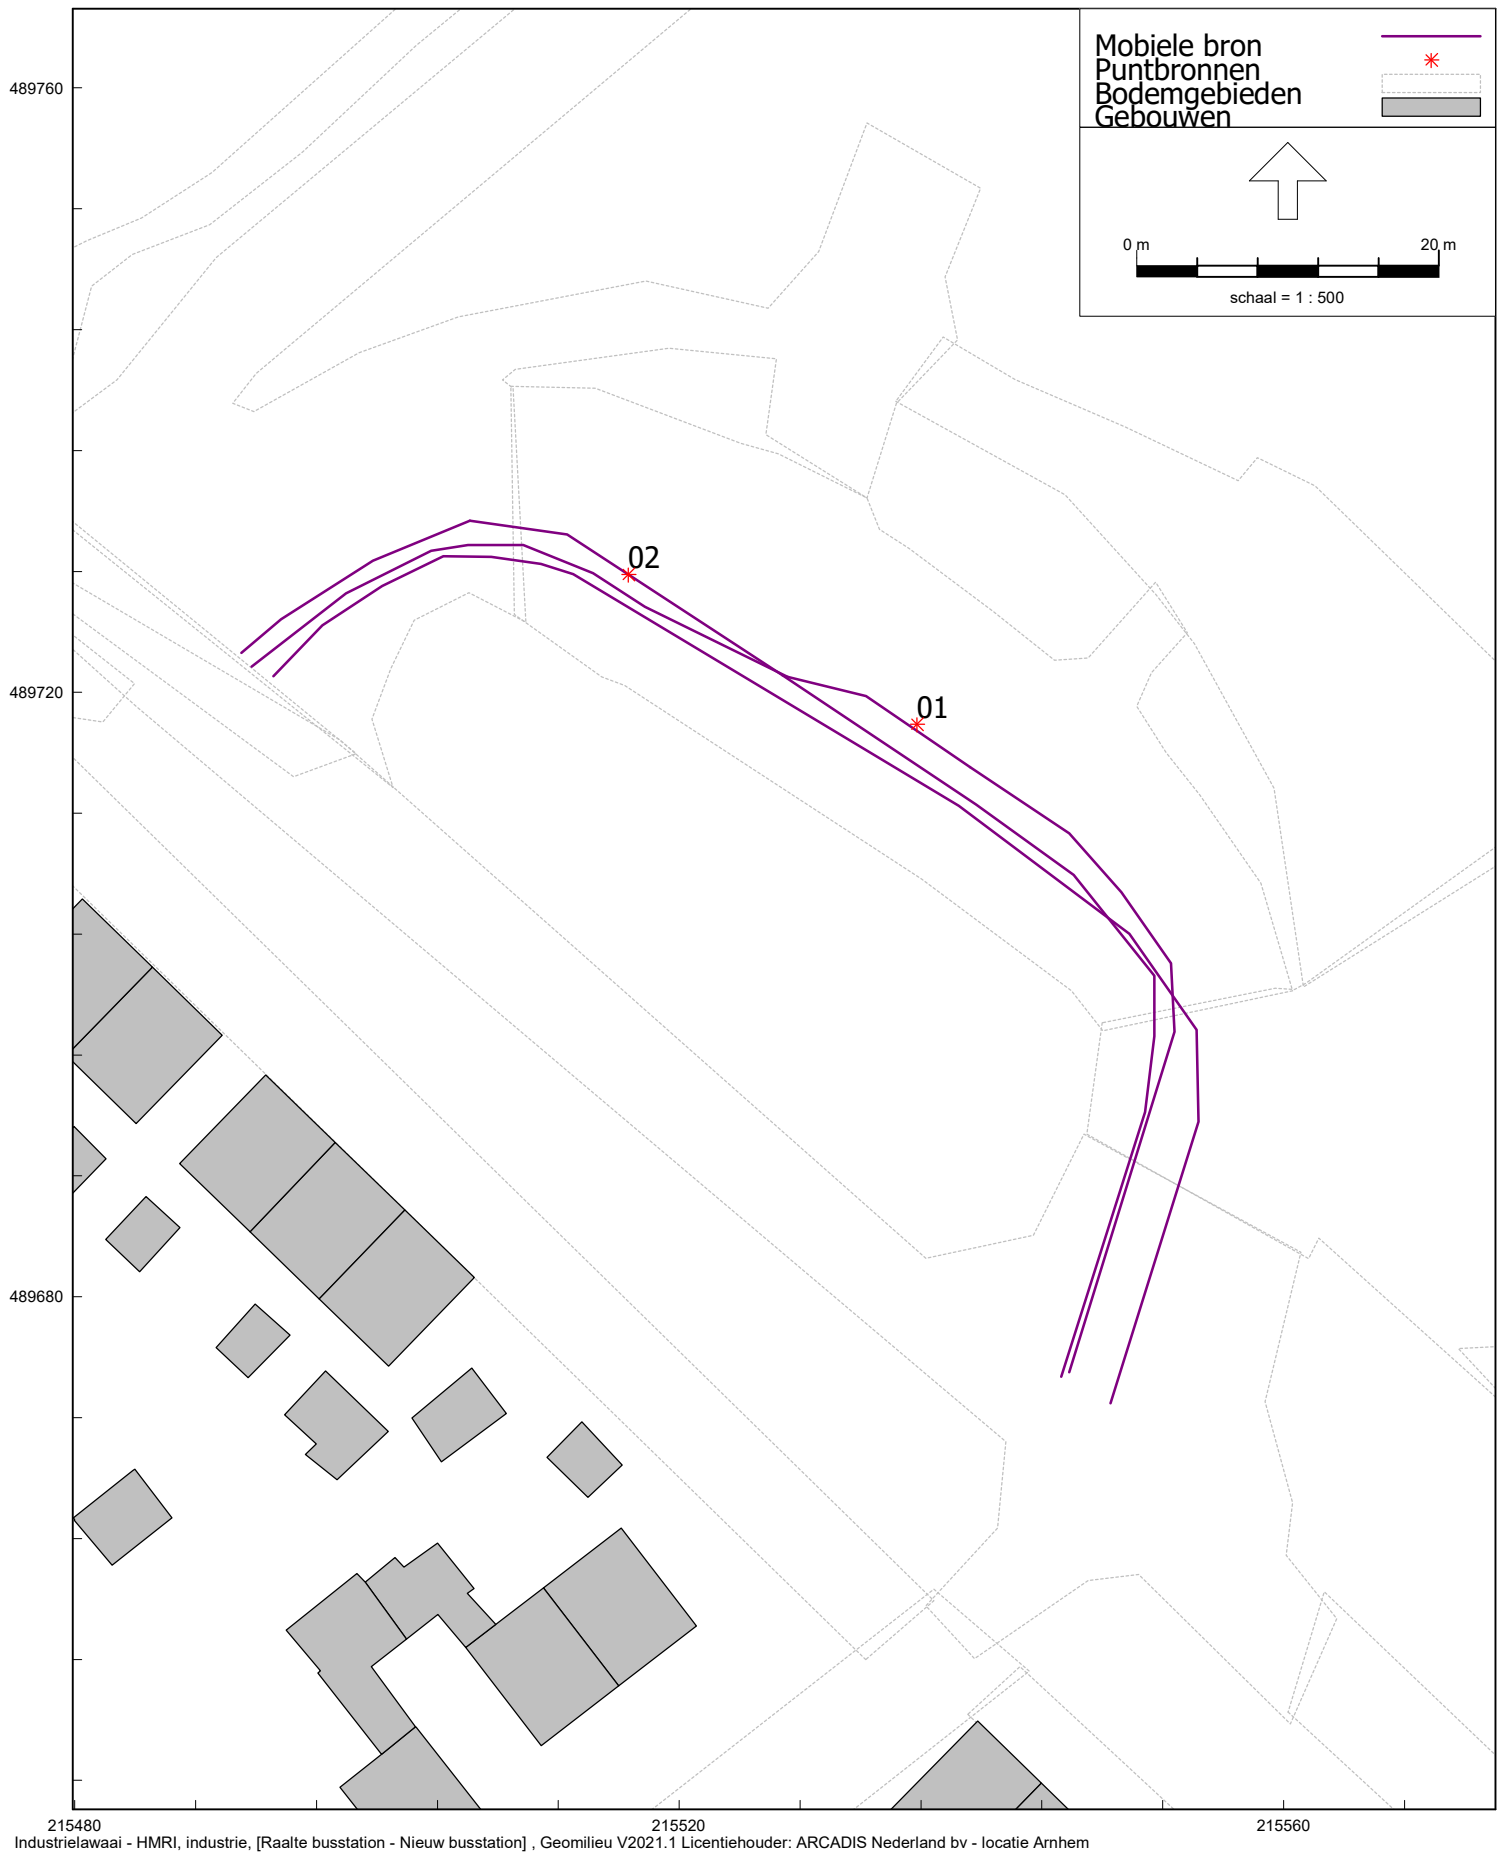 Mobiele bron
Puntbronnen
Bodemgebieden
Gebouwen
0 m 20 m
schaal = 1 : 500
489760
02
01
489720
489680
215480 215520 215560
Industrielawaai - HMRI, industrie, [Raalte busstation - Nieuw busstation] , Geomilieu V2021.1 Licentiehouder: ARCADIS Nederland bv - locatie Arnhem